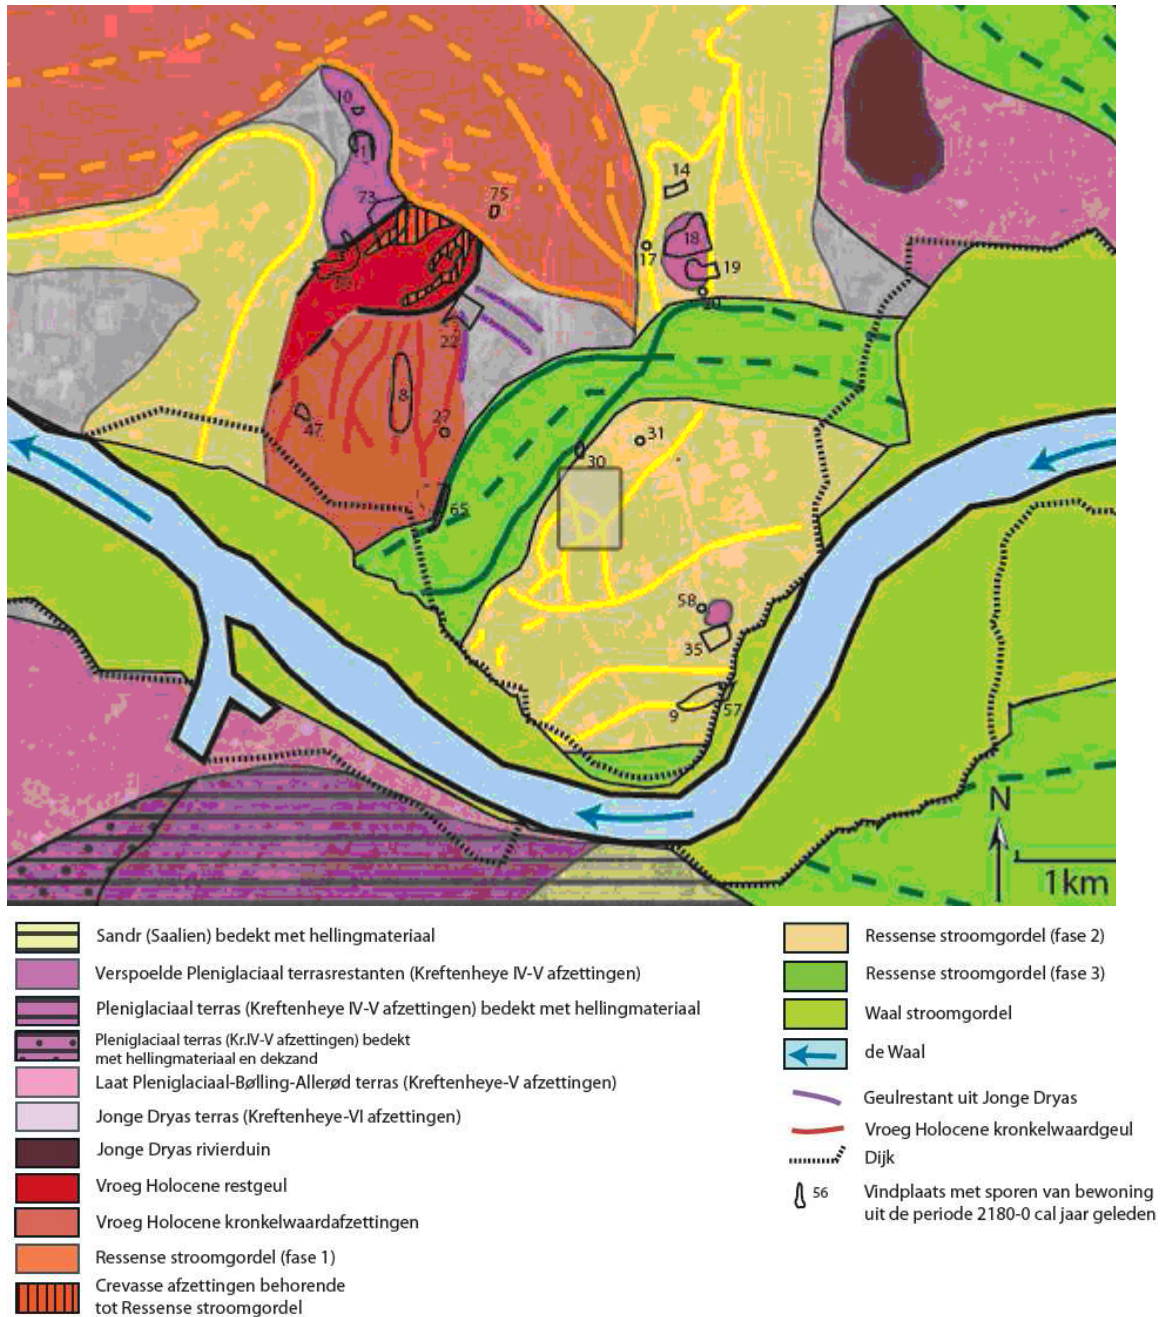 10
1
73
75
14
18
17
19
20
22
8
47
27
31
30
65
58
35
9
57
N
1km
Sandr (Saalien) bedekt met hellingmateriaal
Verspoelde Pleniglaciaal terrasrestanten (Kreftenheye IV-V afzettingen)
Pleniglaciaal terras (Kreftenheye IV-V afzettingen) bedekt met hellingmateriaal
Pleniglaciaal terras (Kr.IV-V afzettingen) bedekt
met hellingmateriaal en dekzand
Laat Pleniglaciaal-Bølling-Allerød terras (Kreftenheye-V afzettingen)
Jonge Dryas terras (Kreftenheye-VI afzettingen)
Jonge Dryas rivierduin
Vroeg Holocene restgeul
Vroeg Holocene kronkelwaardafzettingen
Ressense stroomgordel (fase 1)
Crevasse afzettingen behorende
tot Ressense stroomgordel
Ressense stroomgordel (fase 2)
Ressense stroomgordel (fase 3)
Waal stroomgordel
de Waal
Geulrestant uit Jonge Dryas
Vroeg Holocene kronkelwaardgeul
Dijk
56 Vindplaats met sporen van bewoning
uit de periode 2180-0 cal jaar geleden